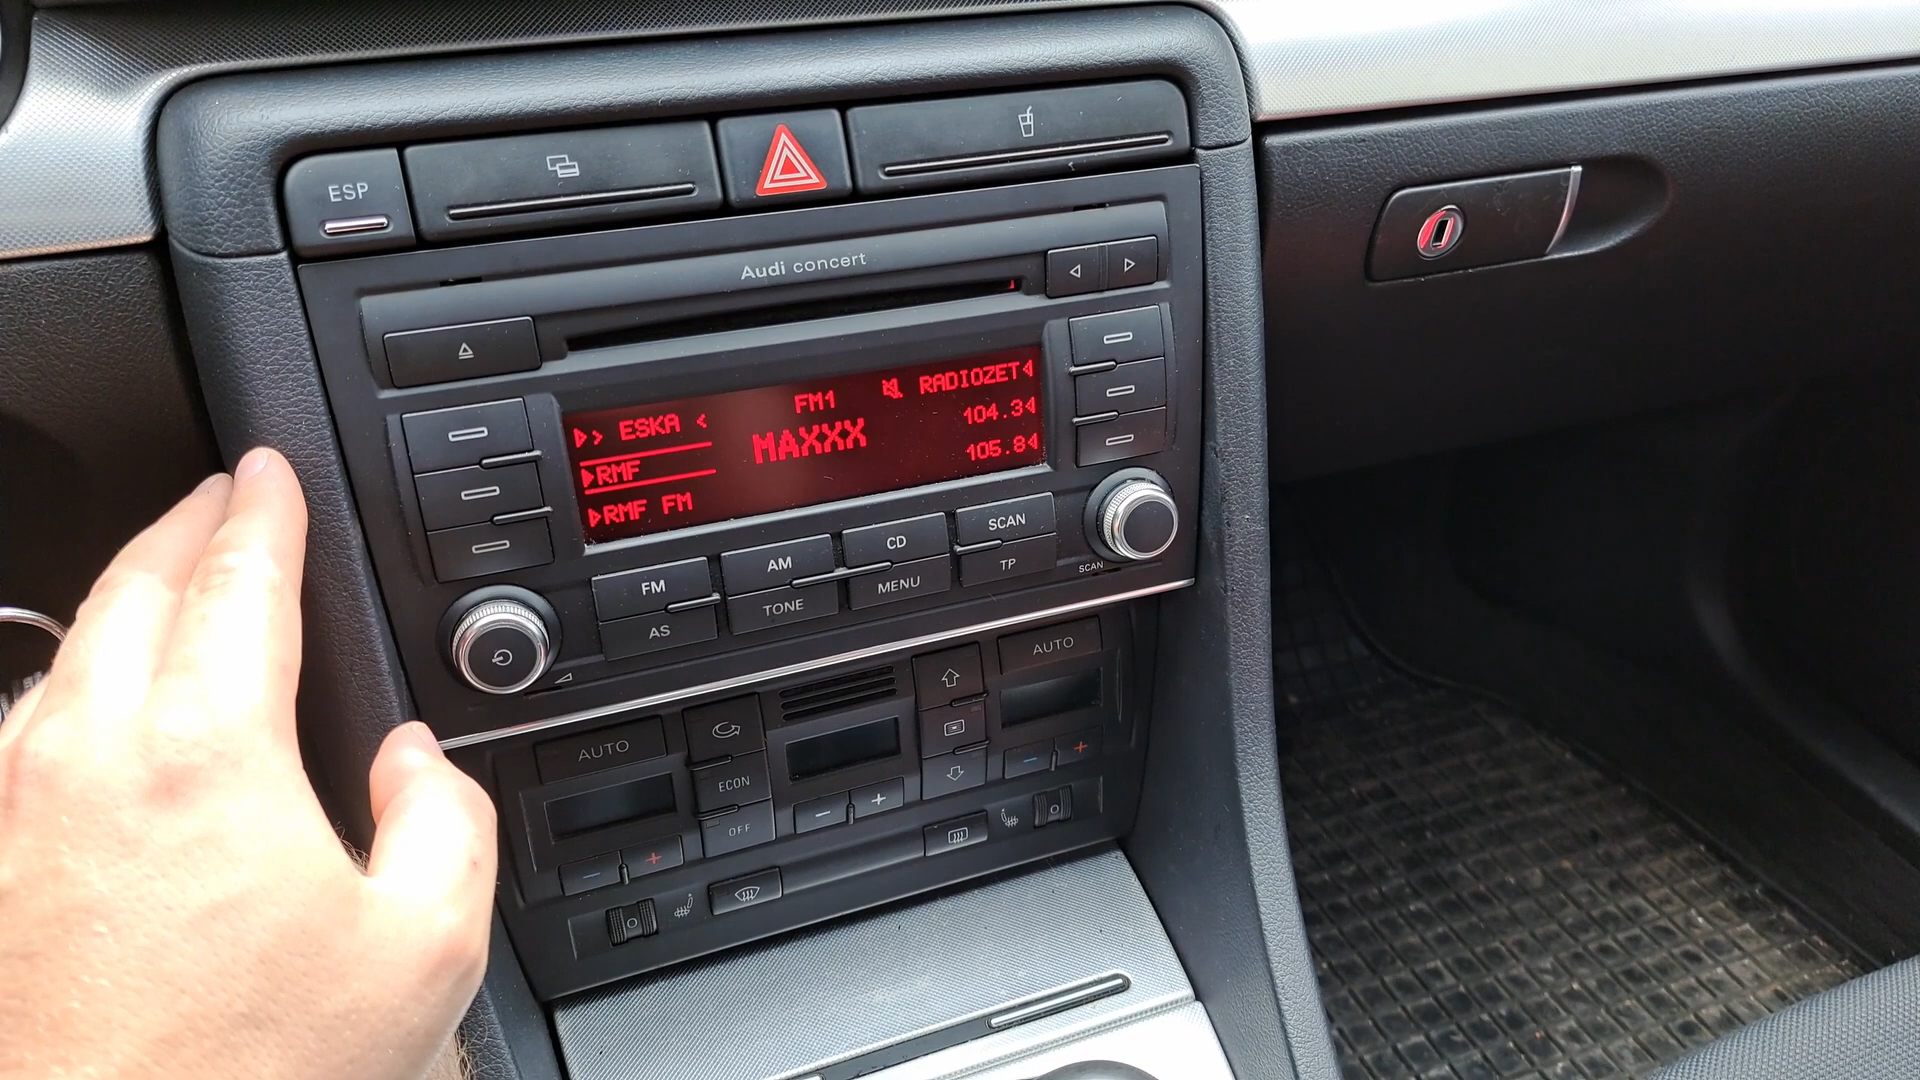 ESP
Audi concert
> ESKA <
FM1
RADIOZET
RMF
MAXXX
104.3
RMF FM
105.8
FM
AM
CD
SCAN
AS
TONE
MENU
TP
SCAN
AUTO
AUTO
ECON
OFF